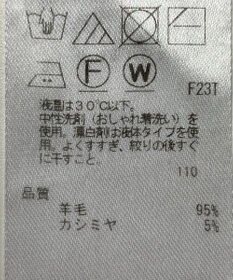 F W
F23T
液温は30℃以下。
中性洗剤(おしゃれ着洗い)を
使用。漂白剤は液体タイプを使
用。よくすすぎ、絞りの後すぐ
に干すこと。
110
品質
羊毛 95%
カシミヤ 5%